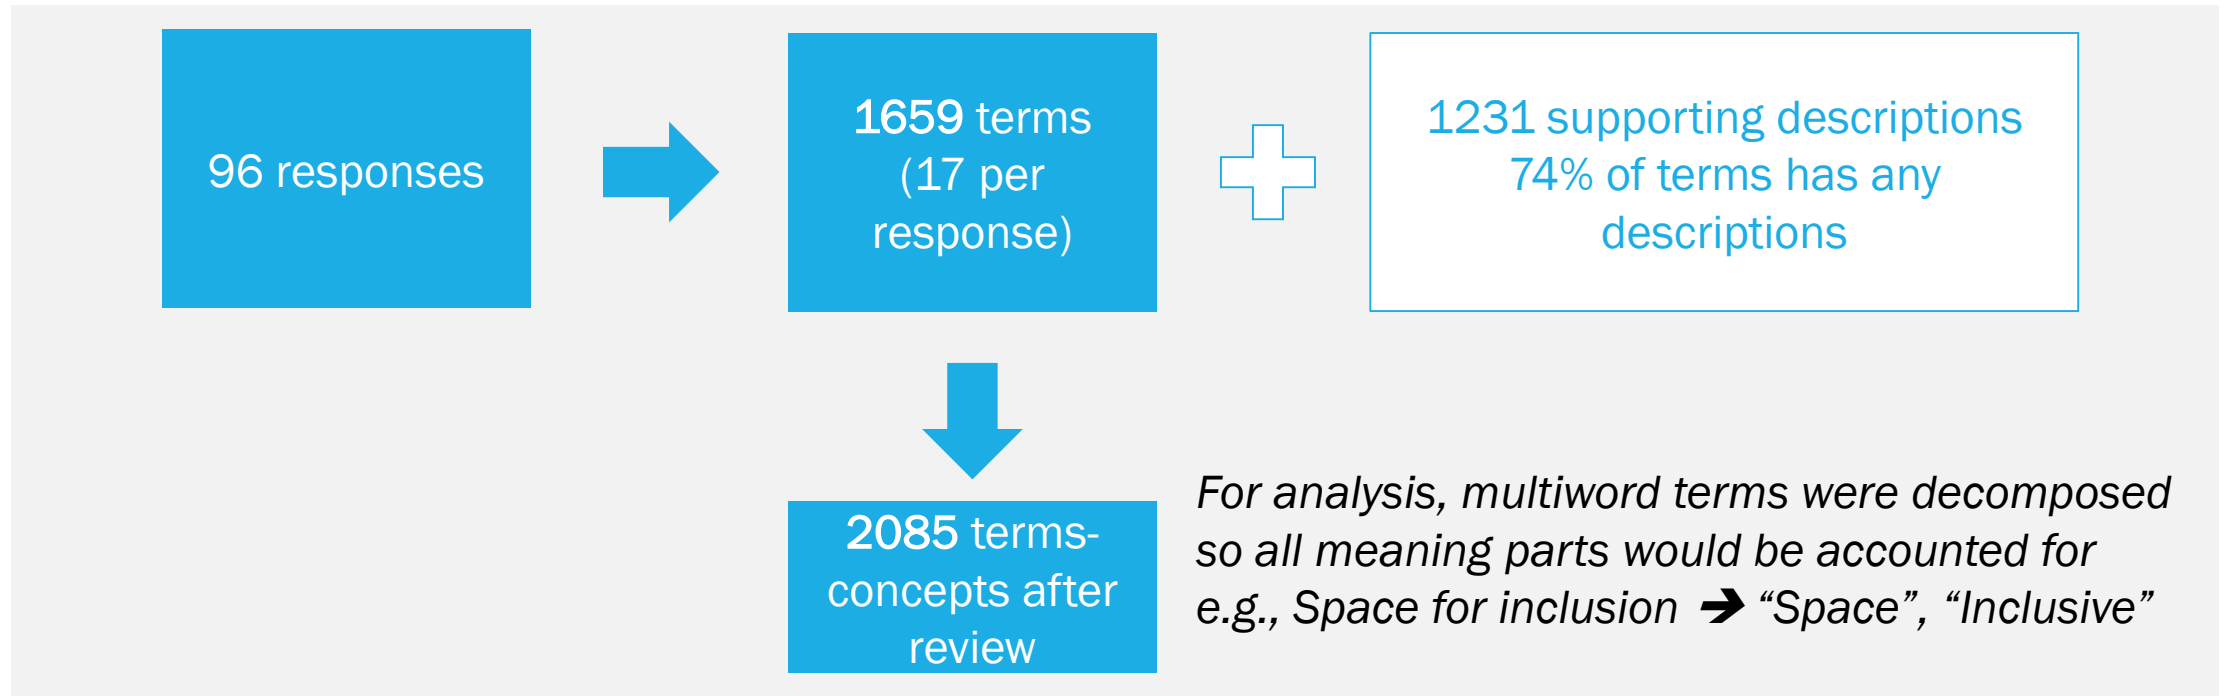 96 responses
1659 terms
(17 per
response)
1231 supporting descriptions
74% of terms has any
descriptions
2085 terms-
concepts after
review
For analysis, multiword terms were decomposed
so all meaning parts would be accounted for
e.g., Space for inclusion ➔ “Space”, “Inclusive”